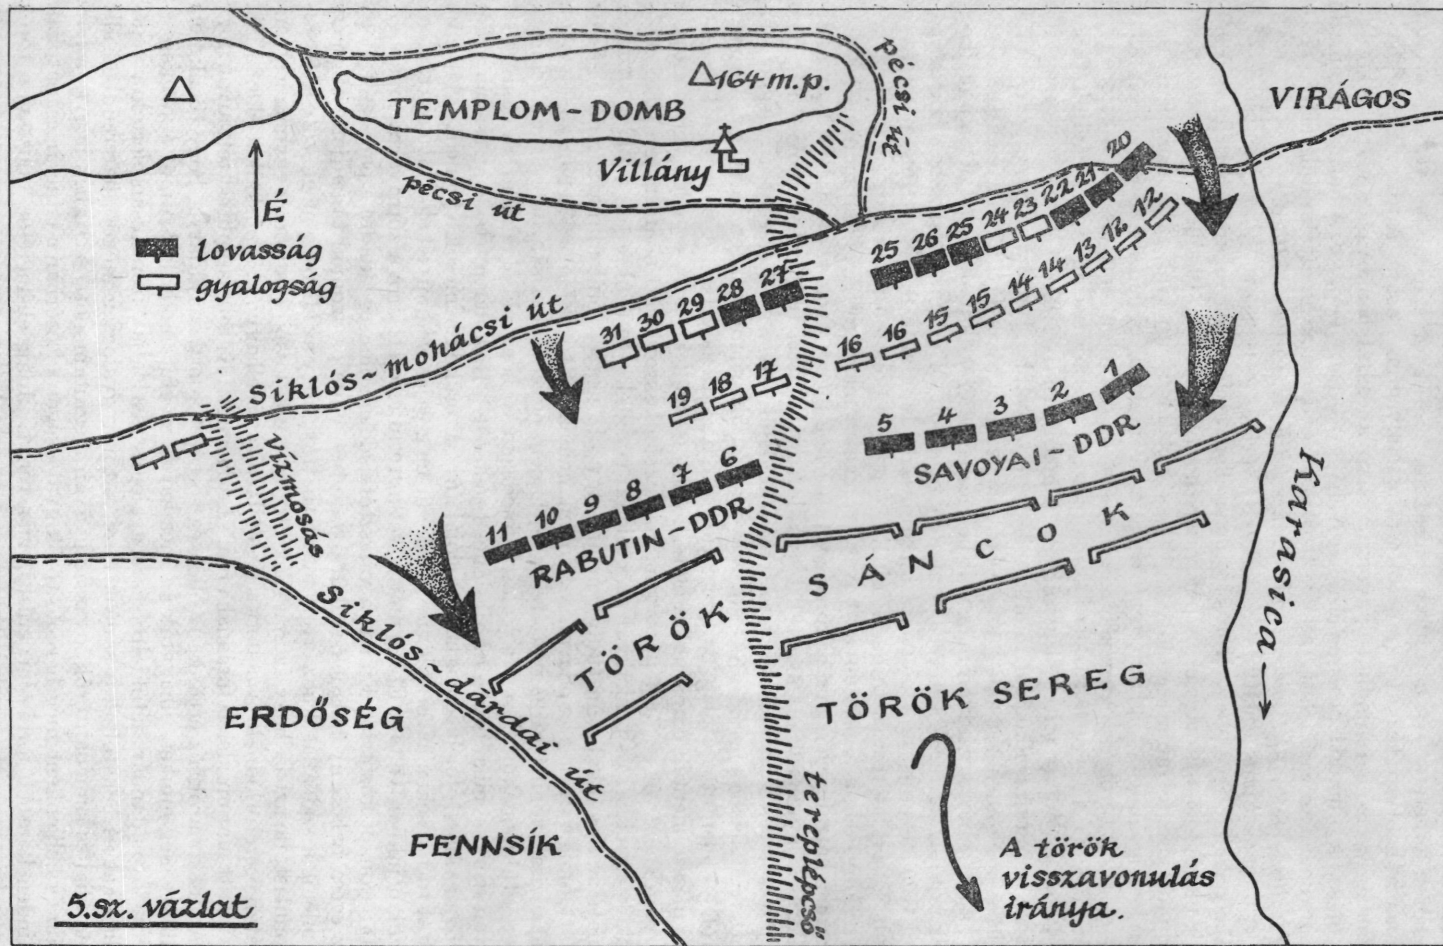 pécsi út
164 m.p.
TEMPLOM-DOMB
VIRÁGOS
Villány
pécsi út
É
lovasság
gyalogság
20
21
22
23
24
25
26
25
12
12
13
14
14
15
15
16
16
27
28
29
30
31
17
18
19
Siklós~mohácsi út
1
2
3
4
5
SAVOYAI-DDR
6
7
8
9
10
11
RABUTIN-DDR
Vízmosás
Karasica
SÁNCOK
TÖRÖK
Siklós~dárdai út
ERDŐSÉG
TÖRÖK SEREG
tereplépcső
FENNSÍK
A török
visszavonulás
iránya.
5.sz. vázlat